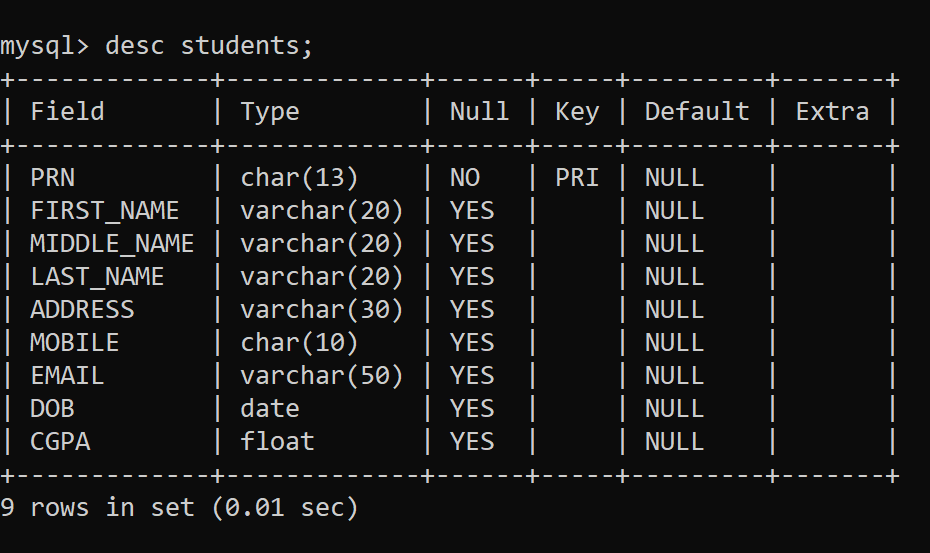 mysql> desc students;
+-------------+-------------+------+-----+---------+-------+
| Field       | Type        | Null | Key | Default | Extra |
+-------------+-------------+------+-----+---------+-------+
| PRN         | char(13)    | NO   | PRI | NULL    |       |
| FIRST_NAME  | varchar(20) | YES  |     | NULL    |       |
| MIDDLE_NAME | varchar(20) | YES  |     | NULL    |       |
| LAST_NAME   | varchar(20) | YES  |     | NULL    |       |
| ADDRESS     | varchar(30) | YES  |     | NULL    |       |
| MOBILE      | char(10)    | YES  |     | NULL    |       |
| EMAIL       | varchar(50) | YES  |     | NULL    |       |
| DOB         | date        | YES  |     | NULL    |       |
| CGPA        | float       | YES  |     | NULL    |       |
+-------------+-------------+------+-----+---------+-------+
9 rows in set (0.01 sec)